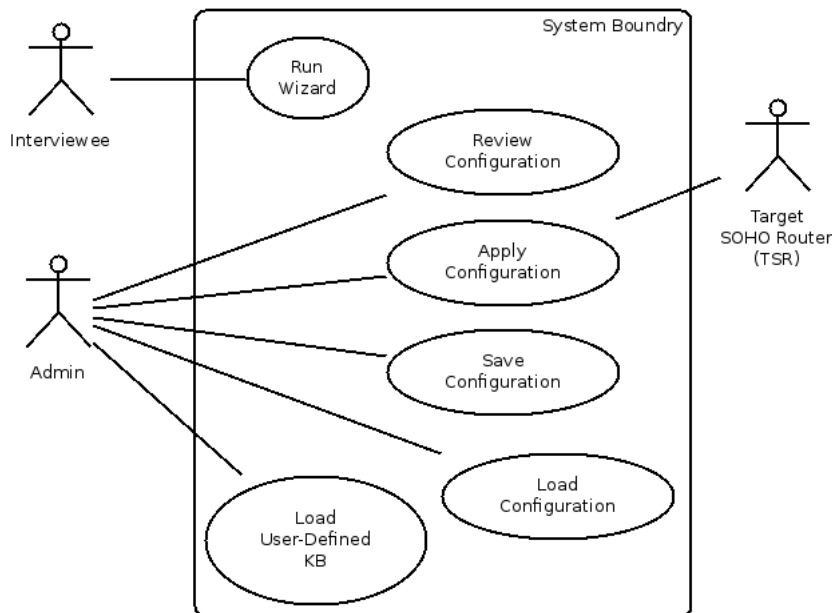 System Boundry
Run
Wizard
Interviewee
Review
Configuration
Target
SOHO Router
(TSR)
Apply
Configuration
Admin
Save
Configuration
Load
Configuration
Load
User-Defined
KB